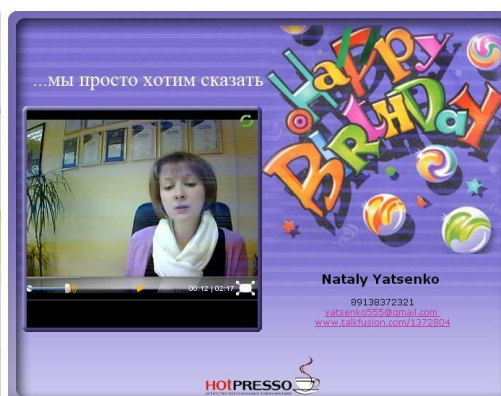 ...мы просто хотим сказать
HAPPY
BIRTHDAY
00:12 | 02:17
Nataly Yatsenko
89138372321
yatsenko555@gmail.com
www.talkfusion.com/1372804
HOTPRESSO